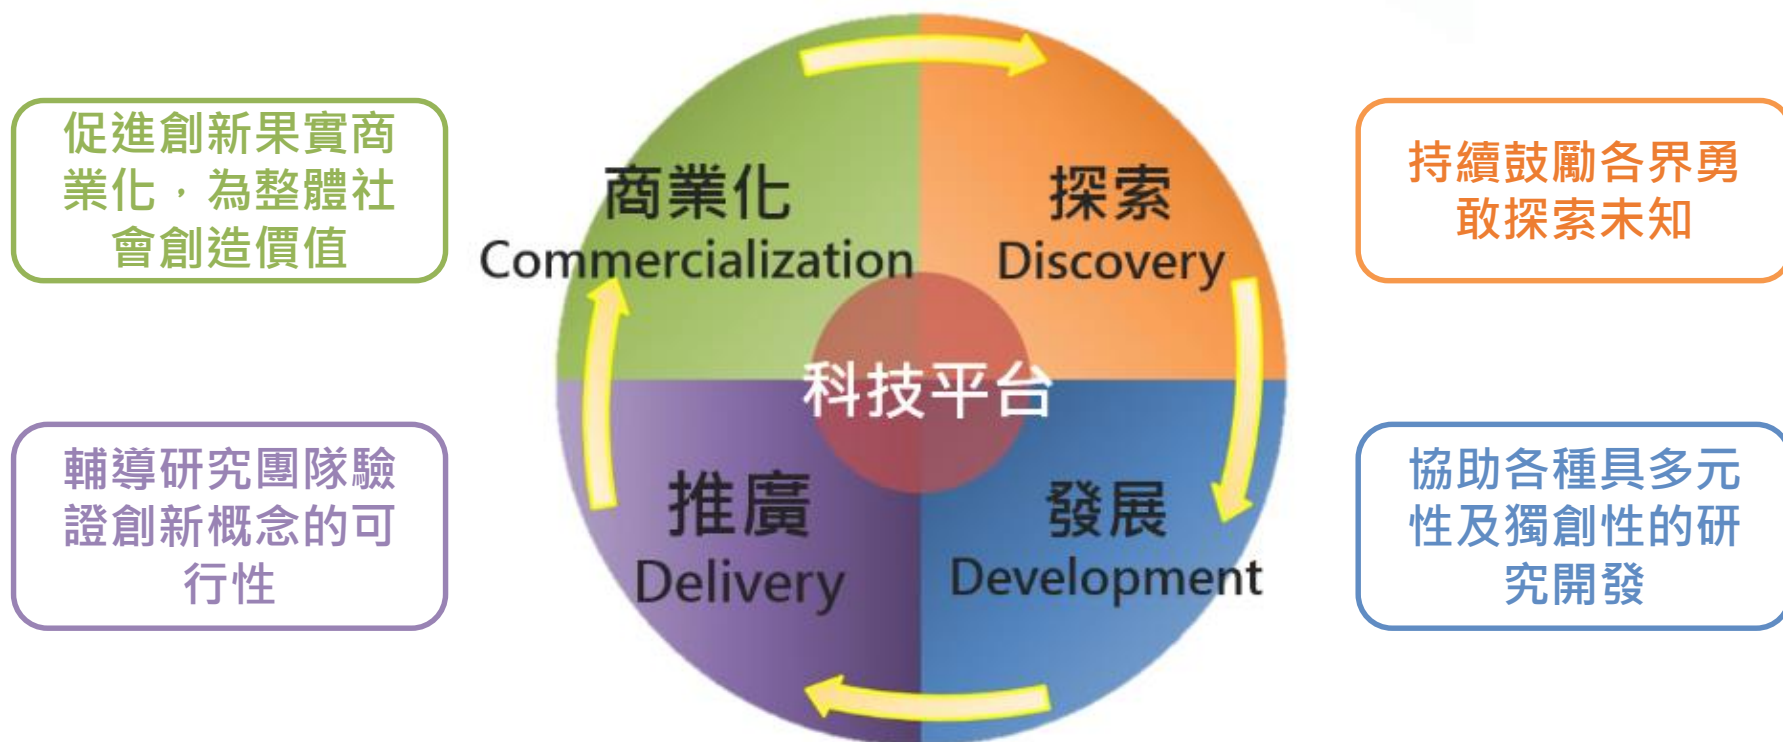 促進創新果實商
業化，為整體社
會創造價值
商業化
Commercialization
探索
Discovery
持續鼓勵各界勇
敢探索未知
科技平台
輔導研究團隊驗
證創新概念的可
行性
推廣
Delivery
發展
Development
協助各種具多元
性及獨創性的研
究開發